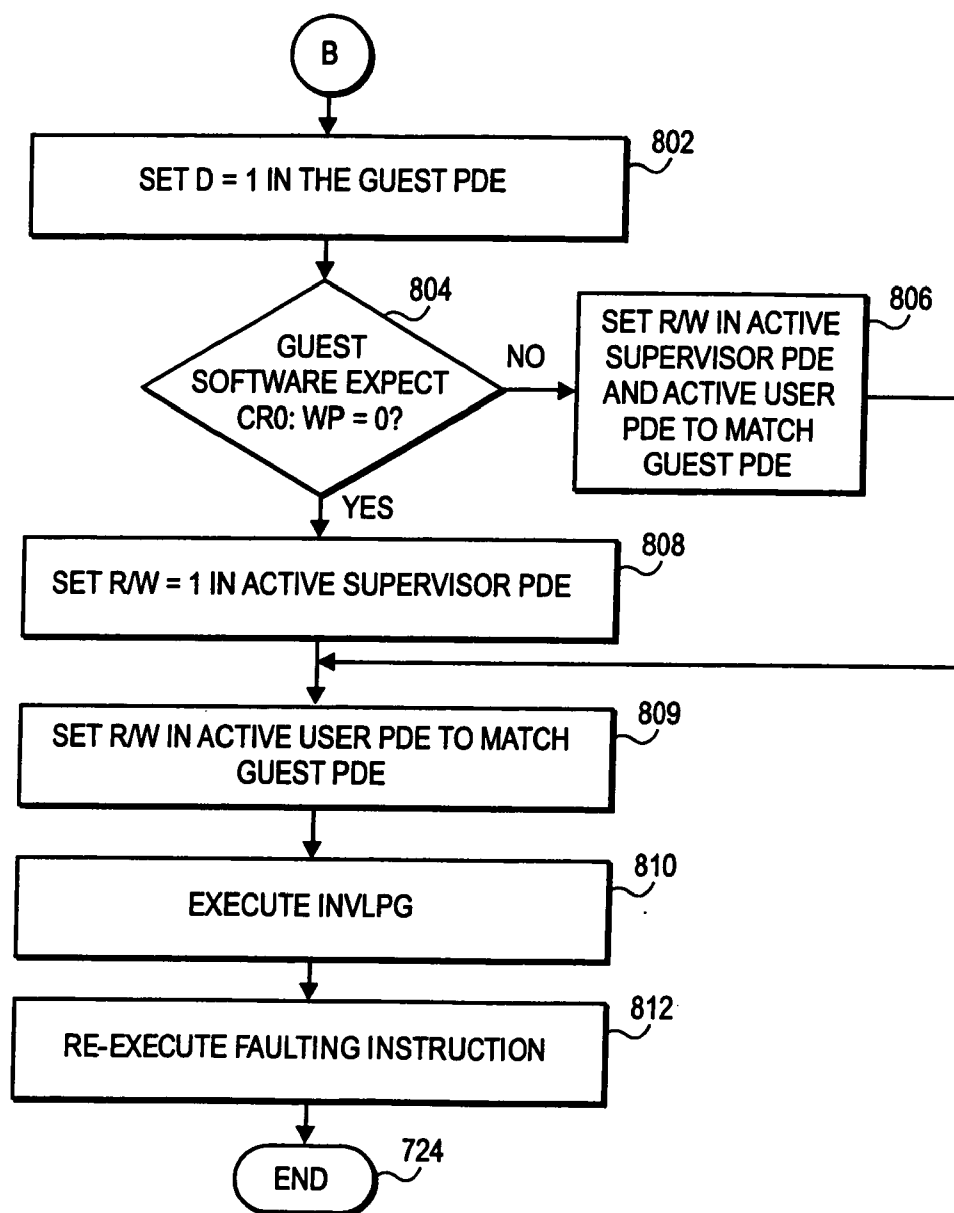 B
802
SET D = 1 IN THE GUEST PDE
804
GUEST
SOFTWARE EXPECT
CR0: WP = 0?
NO
806
SET R/W IN ACTIVE
SUPERVISOR PDE
AND ACTIVE USER
PDE TO MATCH
GUEST PDE
YES
808
SET R/W = 1 IN ACTIVE SUPERVISOR PDE
809
SET R/W IN ACTIVE USER PDE TO MATCH
GUEST PDE
810
EXECUTE INVLPG
812
RE-EXECUTE FAULTING INSTRUCTION
END
724